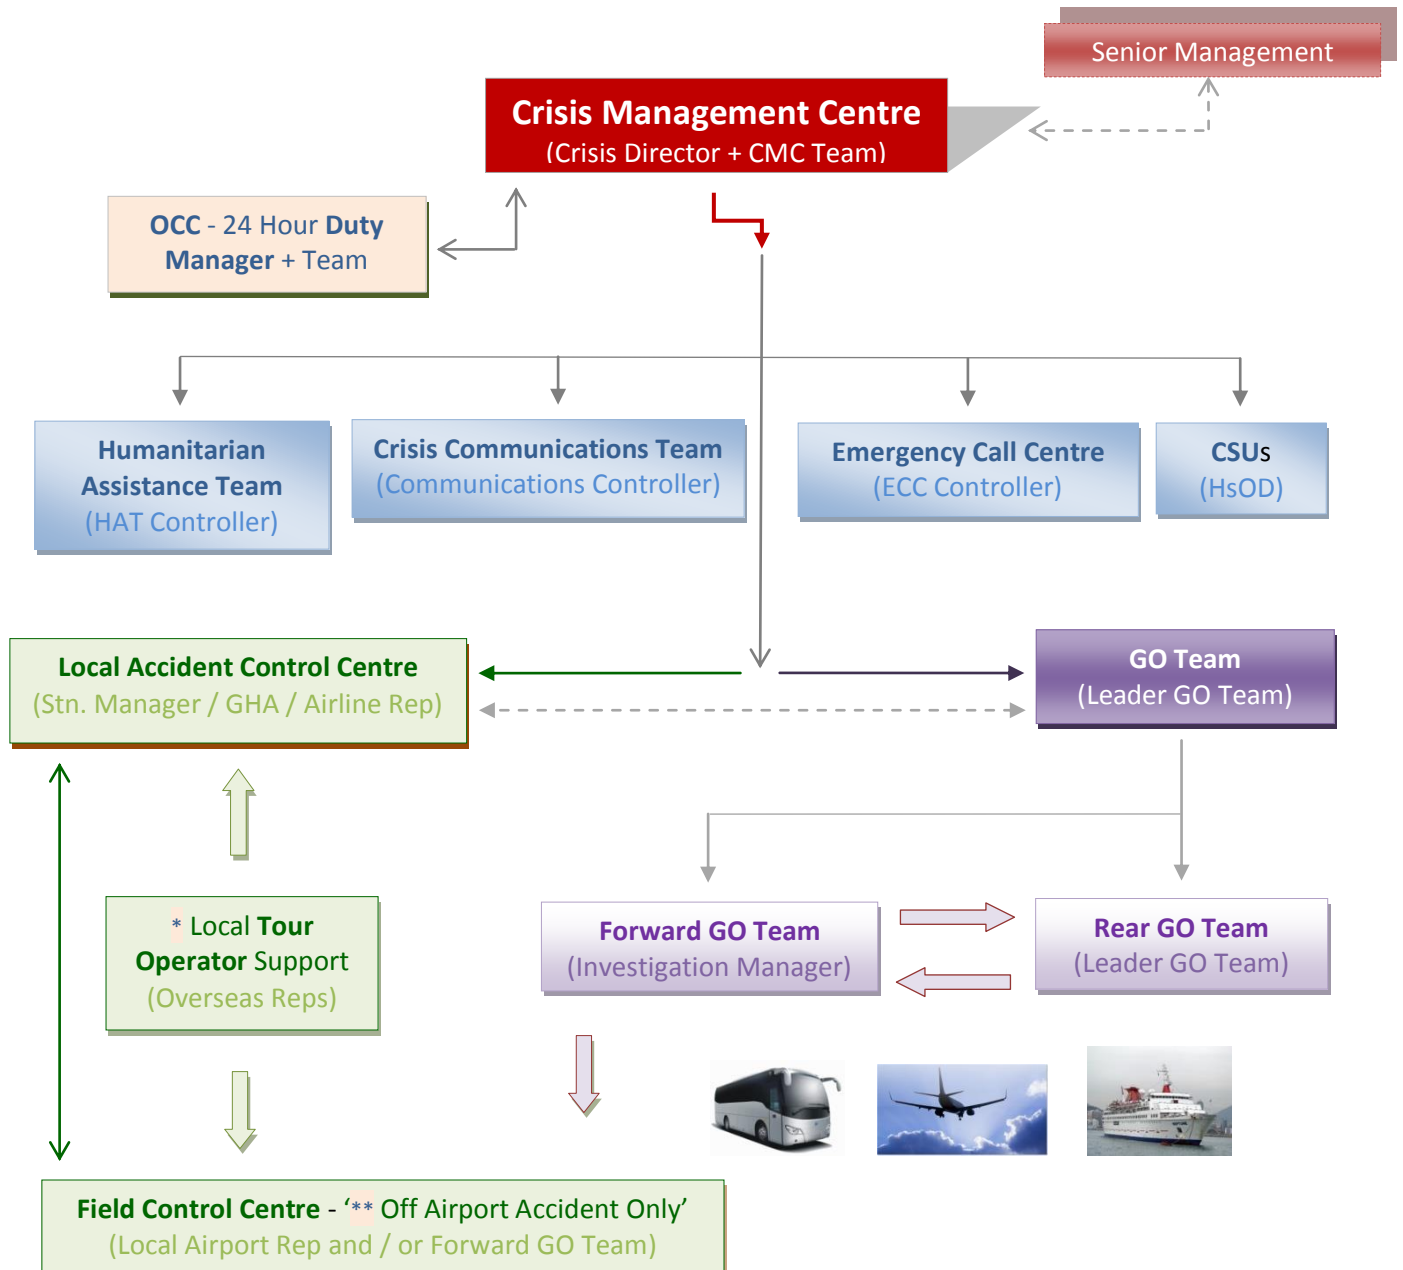 Senior Management
Crisis Management Centre
(Crisis Director + CMC Team)
OCC - 24 Hour Duty
Manager + Team
Humanitarian
Assistance Team
(HAT Controller)
Crisis Communications Team
(Communications Controller)
Emergency Call Centre
(ECC Controller)
CSUs
(HsOD)
Local Accident Control Centre
(Stn. Manager / GHA / Airline Rep)
GO Team
(Leader GO Team)
* Local Tour
Operator Support
(Overseas Reps)
Forward GO Team
(Investigation Manager)
Rear GO Team
(Leader GO Team)
Field Control Centre - ‘** Off Airport Accident Only’
(Local Airport Rep and / or Forward GO Team)